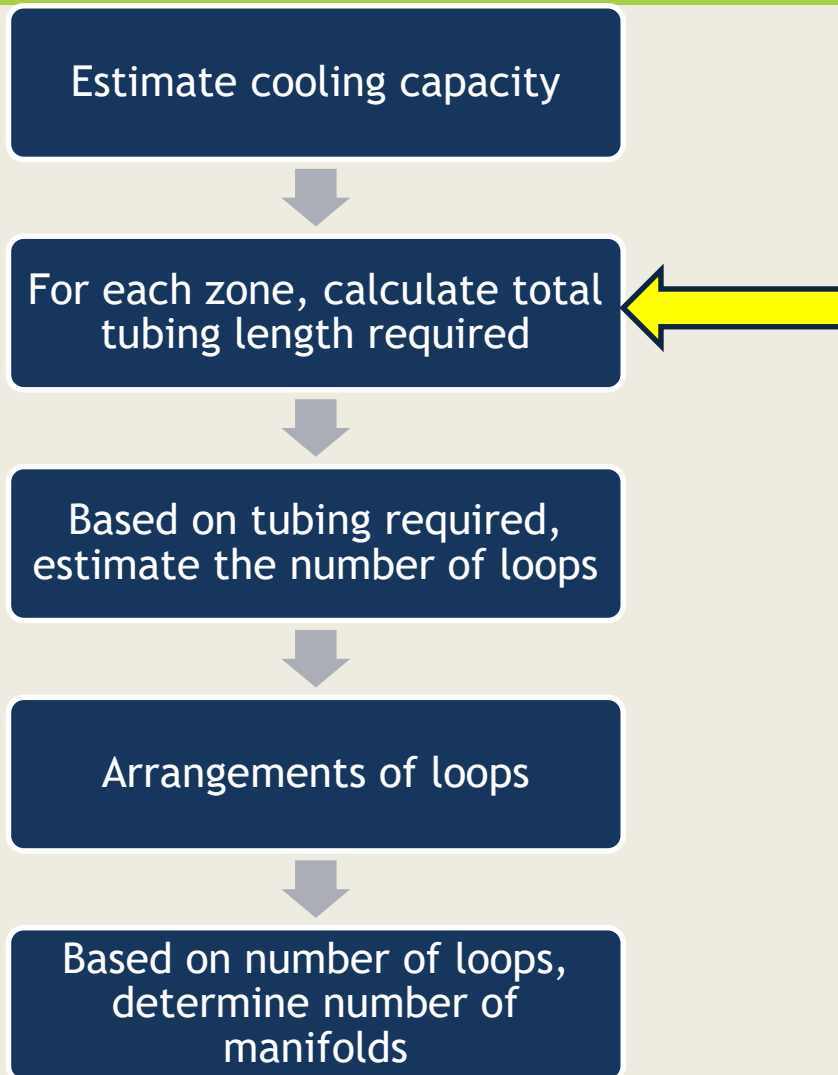 Estimate cooling capacity
For each zone, calculate total
tubing length required
Based on tubing required,
estimate the number of loops
Arrangements of loops
Based on number of loops,
determine number of
manifolds